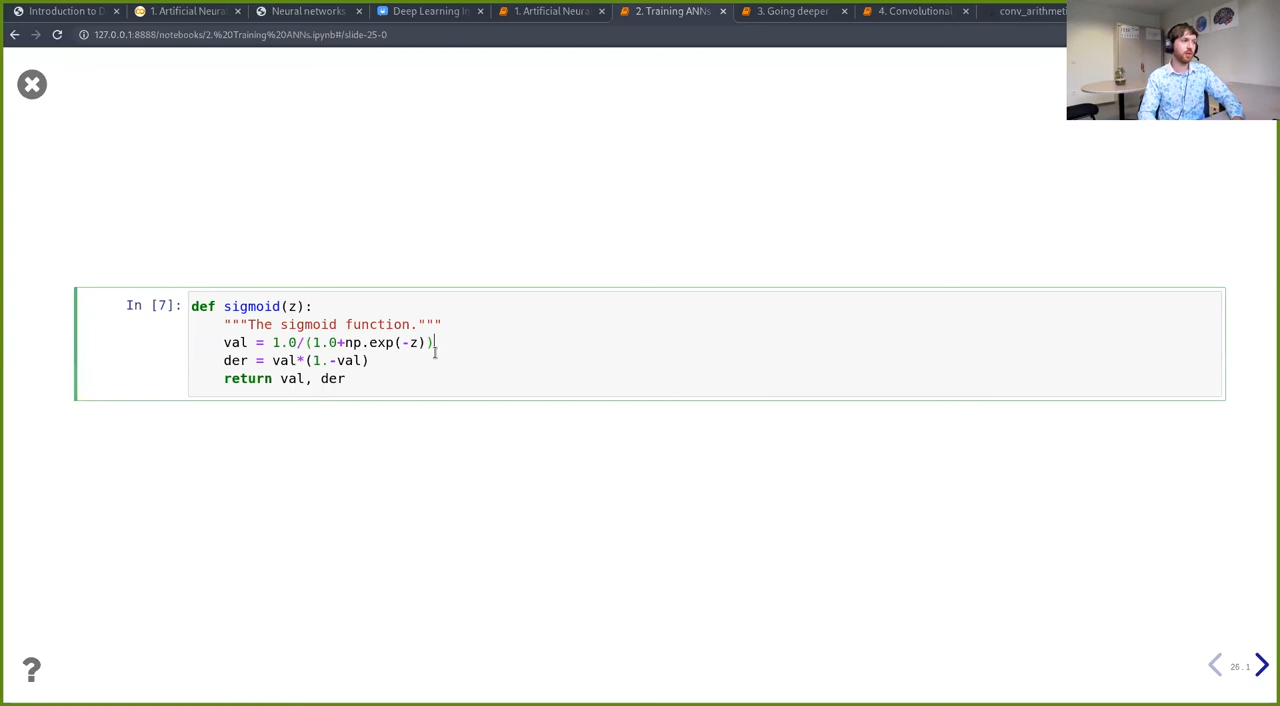 Introduction to D
1. Artificial Neura
Neural networks
Deep Learning In
1. Artificial Neura
2. Training ANNs
3. Going deeper
4. Convolutional
conv_arithmeti
127.0.0.1:8888/notebooks/2.%20Training%20ANNs.ipynb#/slide-25-0
In [7]:
def sigmoid(z):
"""The sigmoid function."""
val = 1.0/(1.0+np.exp(-z))
der = val*(1.-val)
return val, der
?
26.1